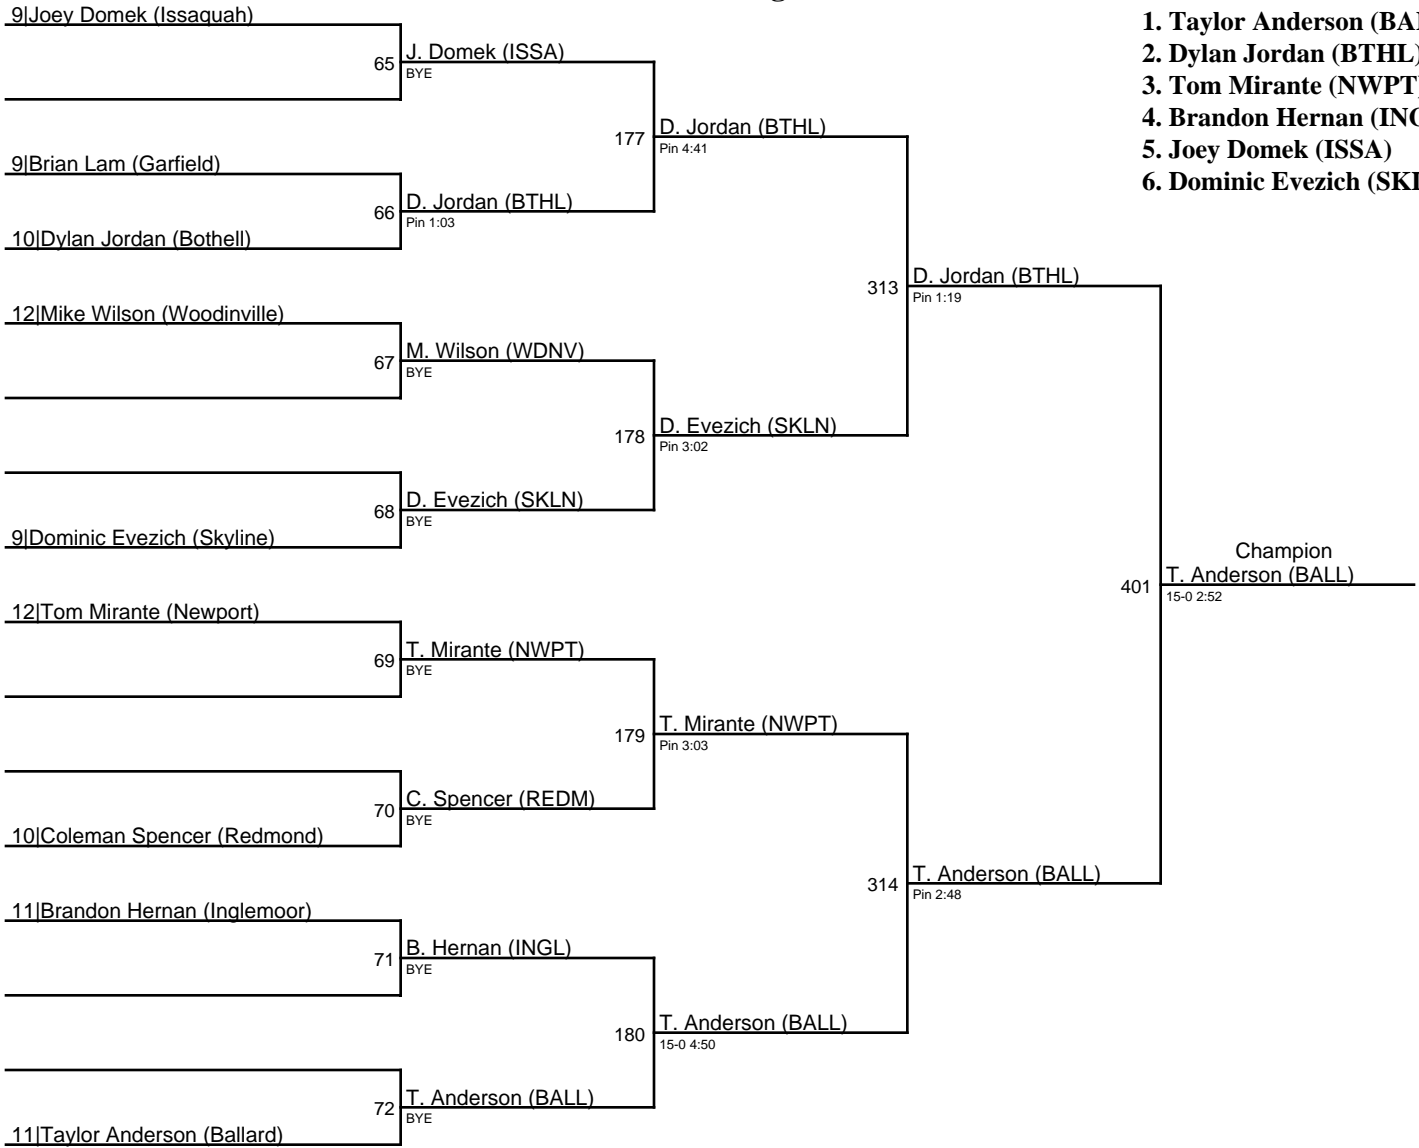 9|Joey Domek (Issaquah)
65
J. Domek (ISSA)
BYE
177
D. Jordan (BTHL)
Pin 4:41
9|Brian Lam (Garfield)
66
D. Jordan (BTHL)
Pin 1:03
10|Dylan Jordan (Bothell)
313
D. Jordan (BTHL)
Pin 1:19
12|Mike Wilson (Woodinville)
67
M. Wilson (WDNV)
BYE
178
D. Evezich (SKLN)
Pin 3:02
68
D. Evezich (SKLN)
BYE
9|Dominic Evezich (Skyline)
Champion
401
T. Anderson (BALL)
15-0 2:52
12|Tom Mirante (Newport)
69
T. Mirante (NWPT)
BYE
179
T. Mirante (NWPT)
Pin 3:03
70
C. Spencer (REDM)
BYE
10|Coleman Spencer (Redmond)
314
T. Anderson (BALL)
Pin 2:48
11|Brandon Hernan (Inglemoor)
71
B. Hernan (INGL)
BYE
180
T. Anderson (BALL)
15-0 4:50
72
T. Anderson (BALL)
BYE
11|Taylor Anderson (Ballard)
1. Taylor Anderson
2. Dylan Jordan (BTHL)
3. Tom Mirante (NWPT)
4. Brandon Hernan
5. Joey Domek (ISSA)
6. Dominic Evezich